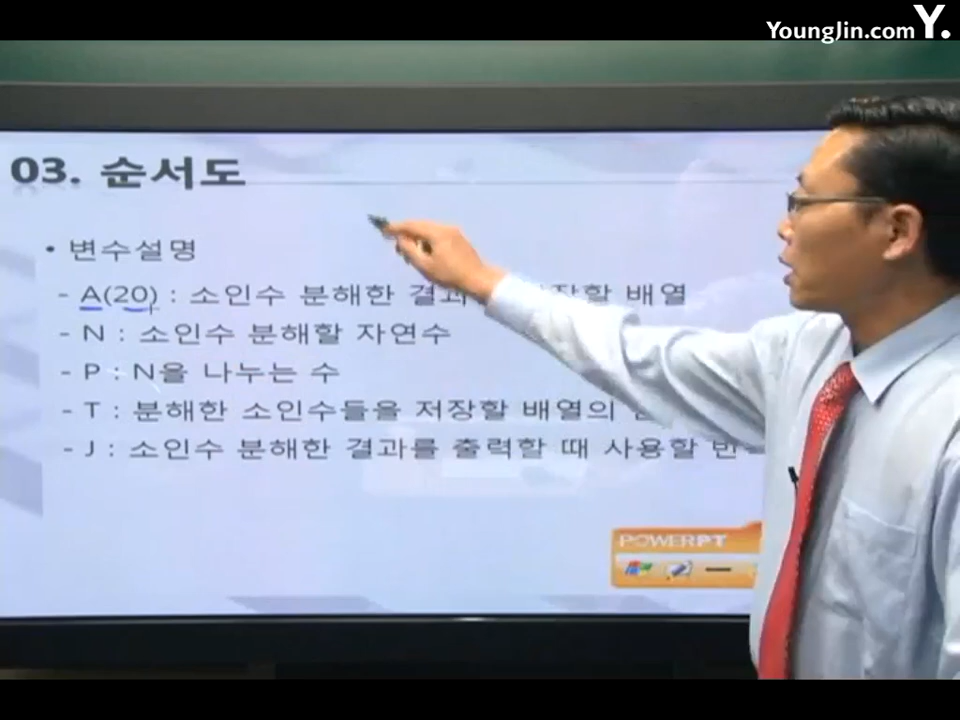 YoungJin.com Y.
03. 순서도
• 변수설명
- A(20) : 소인수 분해한 결과 저장할 배열
- N : 소인수 분해할 자연수
- P : N을 나누는 수
- T : 분해한 소인수들을 저장할 배열의
- J : 소인수 분해한 결과를 출력할 때 사용할
POWERPT